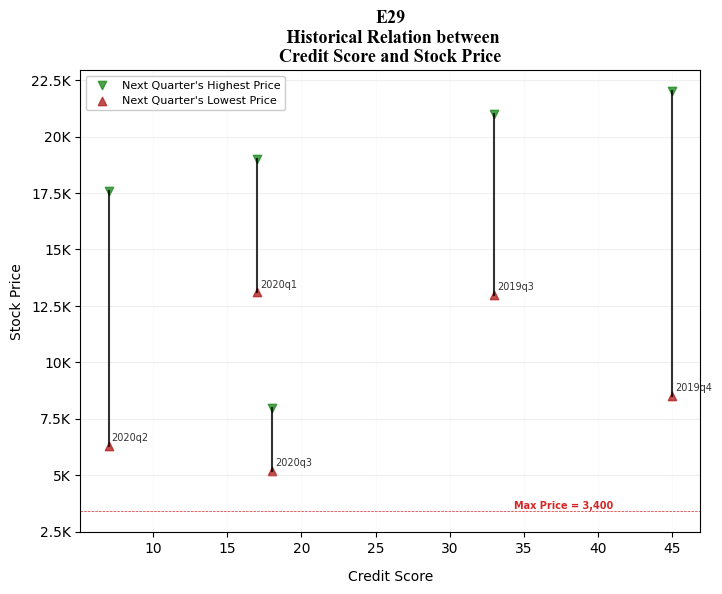 E29
Historical Relation between
Credit Score and Stock Price
Next Quarter's Highest Price
Next Quarter's Lowest Price
22.5K
20K
17.5K
15K
12.5K
10K
7.5K
5K
2.5K
Stock Price
2020q1
2019q3
2019q4
2020q2
2020q3
Max Price = 3,400
10 15 20 25 30 35 40 45
Credit Score